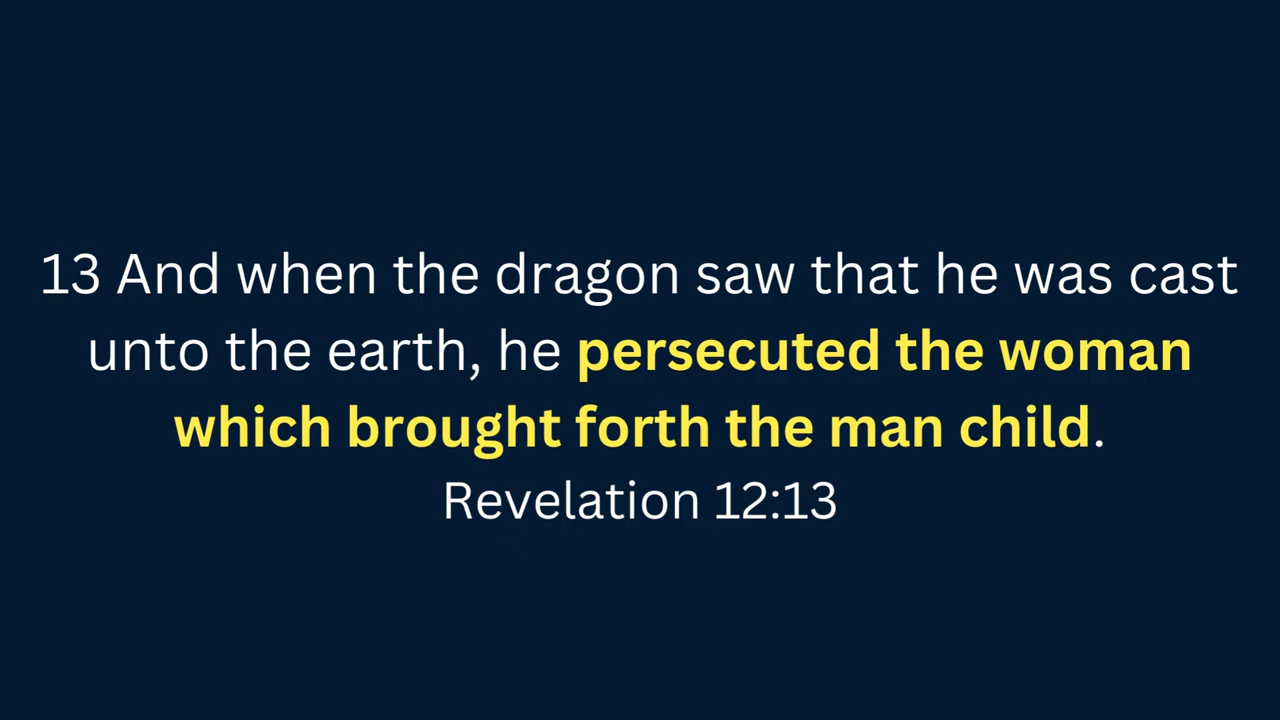 13 And when the dragon saw that he was cast
unto the earth, he persecuted the woman
which brought forth the man child.
Revelation 12:13